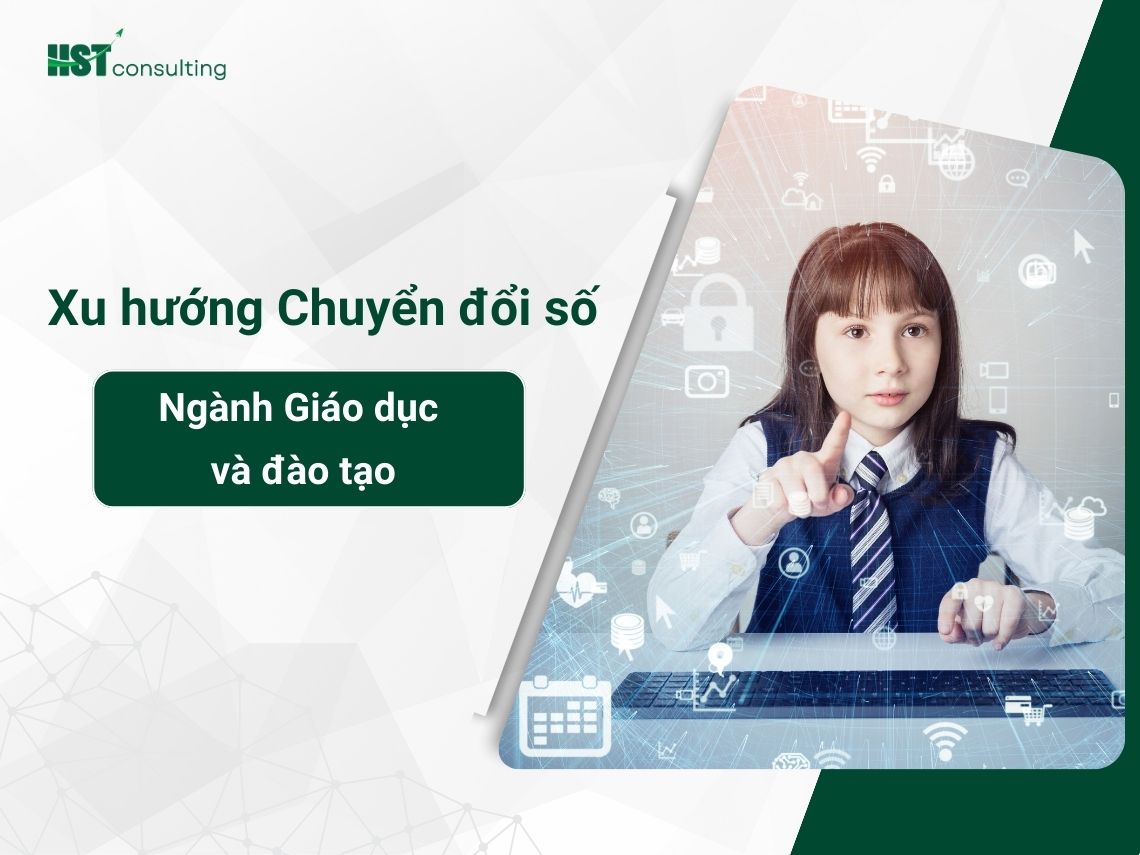 HST consulting
Xu hướng Chuyển đổi số
Ngành Giáo dục
và đào tạo